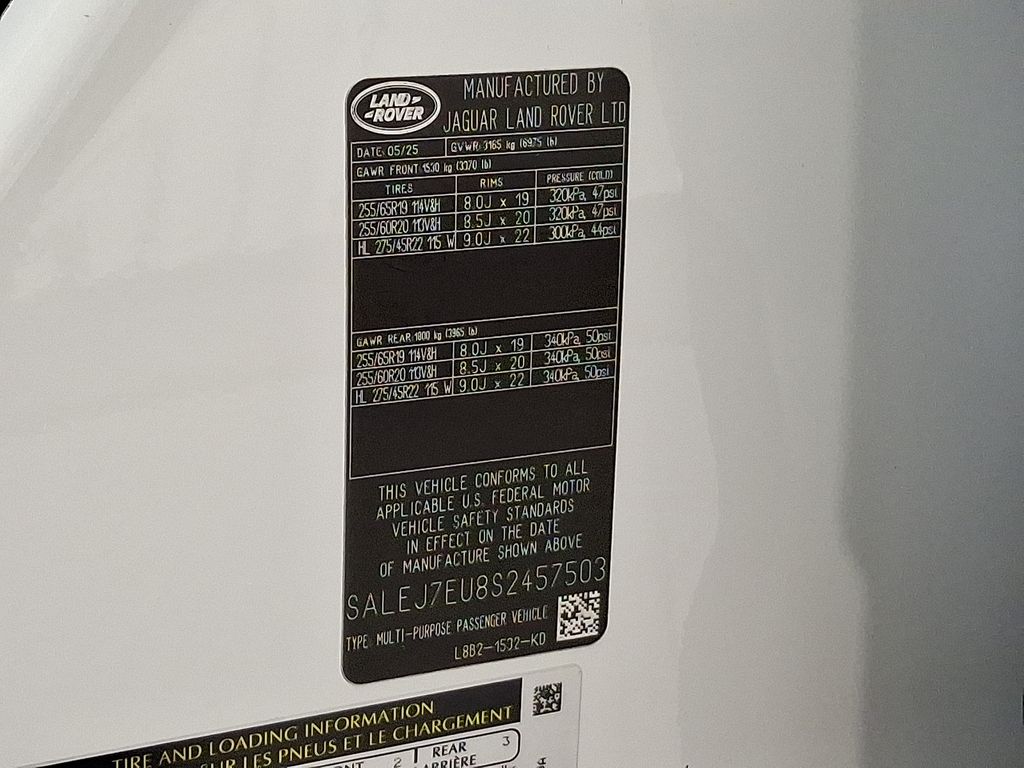 LAND ROVER
MANUFACTURED BY
JAGUAR LAND ROVER LTD
DATE: 05/25 GVWR 3165 kg (6975 lb)
GAWR FRONT 1530 kg (3370 lb)
TIRES RIMS PRESSURE (COLD)
255/65R19 114V&H 8.0J x 19 320kPa, 47psi
255/60R20 113V&H 8.5J x 20 320kPa, 47psi
HL 275/45R22 115 W 9.0J x 22 300kPa, 44psi
GAWR REAR 1800 kg (3965 lb)
255/65R19 114V&H 8.0J x 19 340kPa, 50psi
255/60R20 113V&H 8.5J x 20 340kPa, 50psi
HL 275/45R22 115 W 9.0J x 22 340kPa, 50psi
THIS VEHICLE CONFORMS TO ALL
APPLICABLE U.S. FEDERAL MOTOR
VEHICLE SAFETY STANDARDS
IN EFFECT ON THE DATE
OF MANUFACTURE SHOWN ABOVE
SALEJ7EU8S2457503
TYPE MULTI-PURPOSE PASSENGER VEHICLE
L8B2-1532-KD
TIRE AND LOADING INFORMATION
SUR LES PNEUS ET LE CHARGEMENT
2 REAR 3
ARRIÈRE